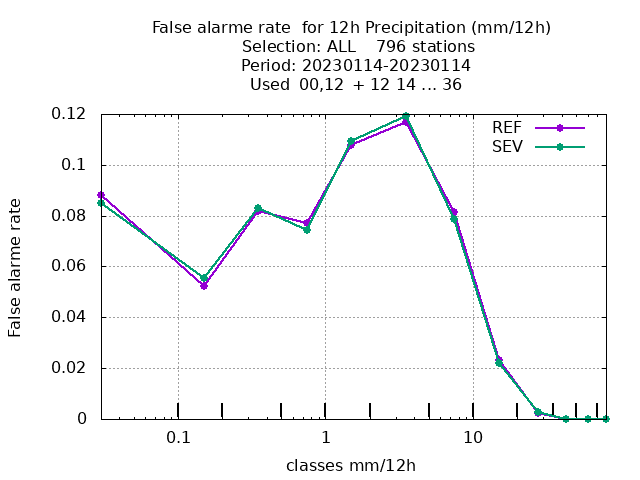 False alarme rate  for 12h Precipitation (mm/12h)
Selection: ALL    796 stations
Period: 20230114-20230114
Used  00,12  + 12 14 ... 36
REF
SEV
0.12
0.1
0.08
0.06
0.04
0.02
0
False alarme rate
0.1
1
10
classes mm/12h